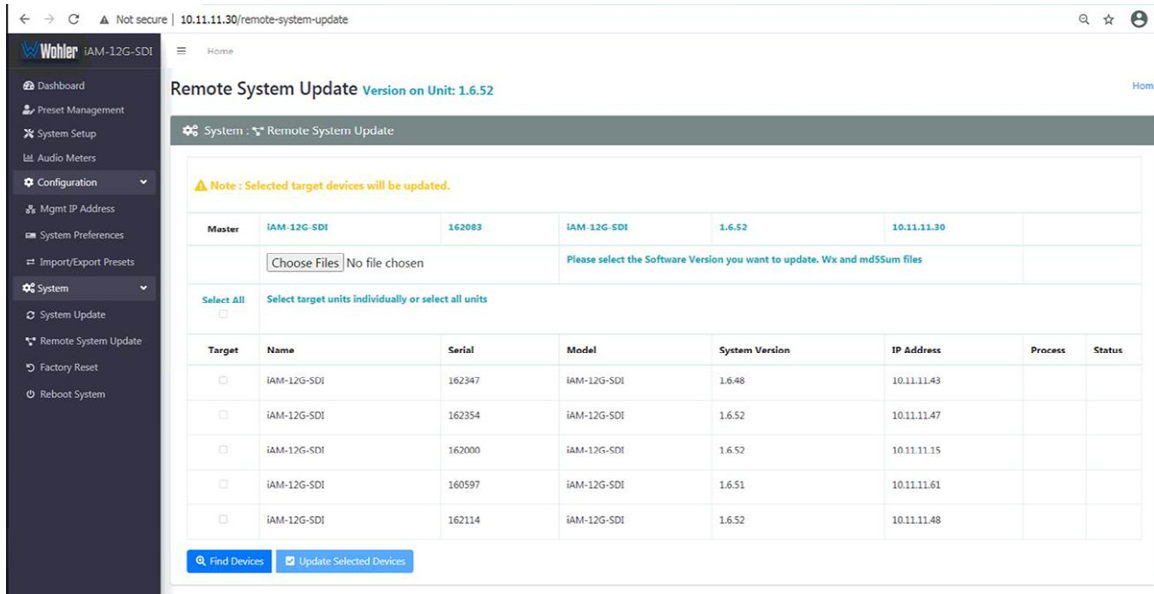 Not secure | 10.11.11.30/remote-system-update
Wohler iAM-12G-SDI
Home
Dashboard
Preset Management
System Setup
Audio Meters
Configuration
Mgmt IP Address
System Preferences
Import/Export Presets
System
System Update
Remote System Update
Factory Reset
Reboot System
Remote System Update Version on Unit: 1.6.52
Hom
System : Remote System Update
Note : Selected target devices will be updated.
Master iAM-12G-SDI 162083 iAM-12G-SDI 1.6.52 10.11.11.30
Choose Files No file chosen Please select the Software Version you want to update. Wx and md5Sum files
Select All Select target units individually or select all units
Target Name Serial Model System Version IP Address Process Status
iAM-12G-SDI 162347 iAM-12G-SDI 1.6.48 10.11.11.43
iAM-12G-SDI 162354 iAM-12G-SDI 1.6.52 10.11.11.47
iAM-12G-SDI 162000 iAM-12G-SDI 1.6.52 10.11.11.15
iAM-12G-SDI 160597 iAM-12G-SDI 1.6.51 10.11.11.61
iAM-12G-SDI 162114 iAM-12G-SDI 1.6.52 10.11.11.48
Find Devices Update Selected Devices